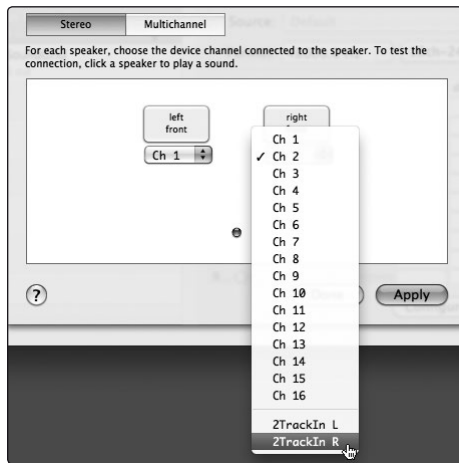 Stereo
Multichannel
For each speaker, choose the device channel connected to the speaker. To test the
connection, click a speaker to play a sound.
left
front
right
Ch 1
Ch 1
✓ Ch 2
Ch 3
Ch 4
Ch 5
Ch 6
Ch 7
Ch 8
Ch 9
Ch 10
Ch 11
Ch 12
Ch 13
Ch 14
Ch 15
Ch 16
2TrackIn L
2TrackIn R
?
Apply